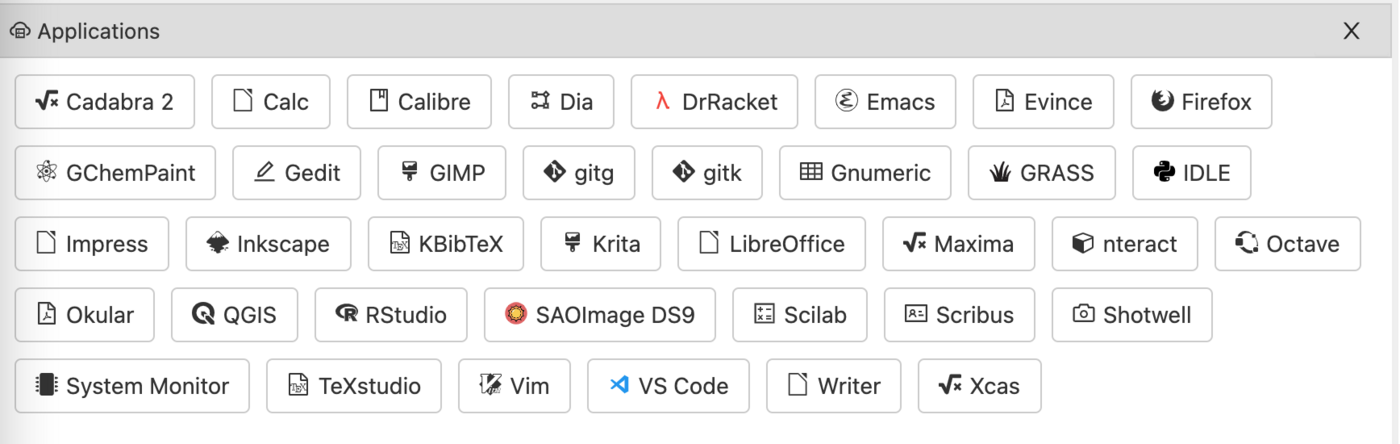 Applications X
Cadabra 2 Calc Calibre Dia DrRacket Emacs Evince Firefox
GChemPaint Gedit GIMP gitg gitk Gnumeric GRASS IDLE
Impress Inkscape KBibTeX Krita LibreOffice Maxima nteract Octave
Okular QGIS RStudio SAOImage DS9 Scilab Scribus Shotwell
System Monitor TeXstudio Vim VS Code Writer Xcas